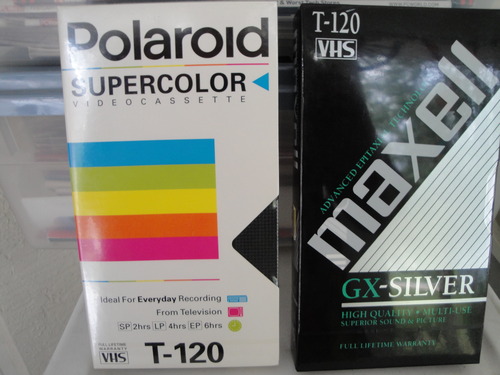 Polaroid
SUPERCOLOR
VIDEOCASSETTE
Ideal For Everyday Recording
From Television
SP 2hrs LP 4hrs EP 6hrs
FULL LIFETIME
WARRANTY
VHS
T-120
T-120
VHS
maxell
ADVANCED EPITAXIAL TECHNOLOGY
GX-SILVER
HIGH QUALITY • MULTI-USE
SUPERIOR SOUND & PICTURE
FULL LIFETIME WARRANTY